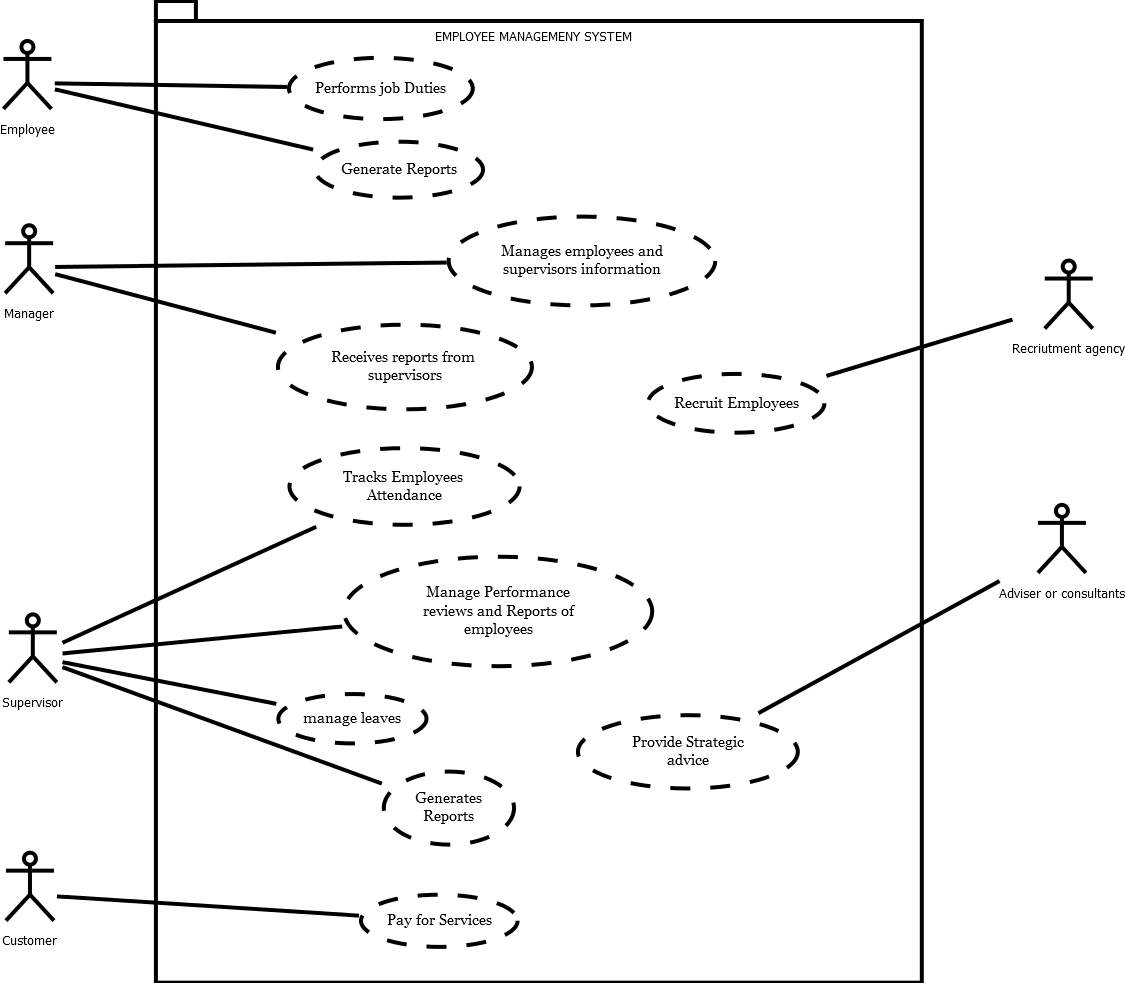 EMPLOYEE MANAGEMENY SYSTEM
Performs job Duties
Employee
Generate Reports
Manages employees and
supervisors information
Manager
Recriutment agency
Receives reports from
supervisors
Recruit Employees
Tracks Employees
Attendance
Adviser or consultants
Manage Performance
reviews and Reports of
employees
Supervisor
manage leaves
Provide Strategic
advice
Generates
Reports
Pay for Services
Customer